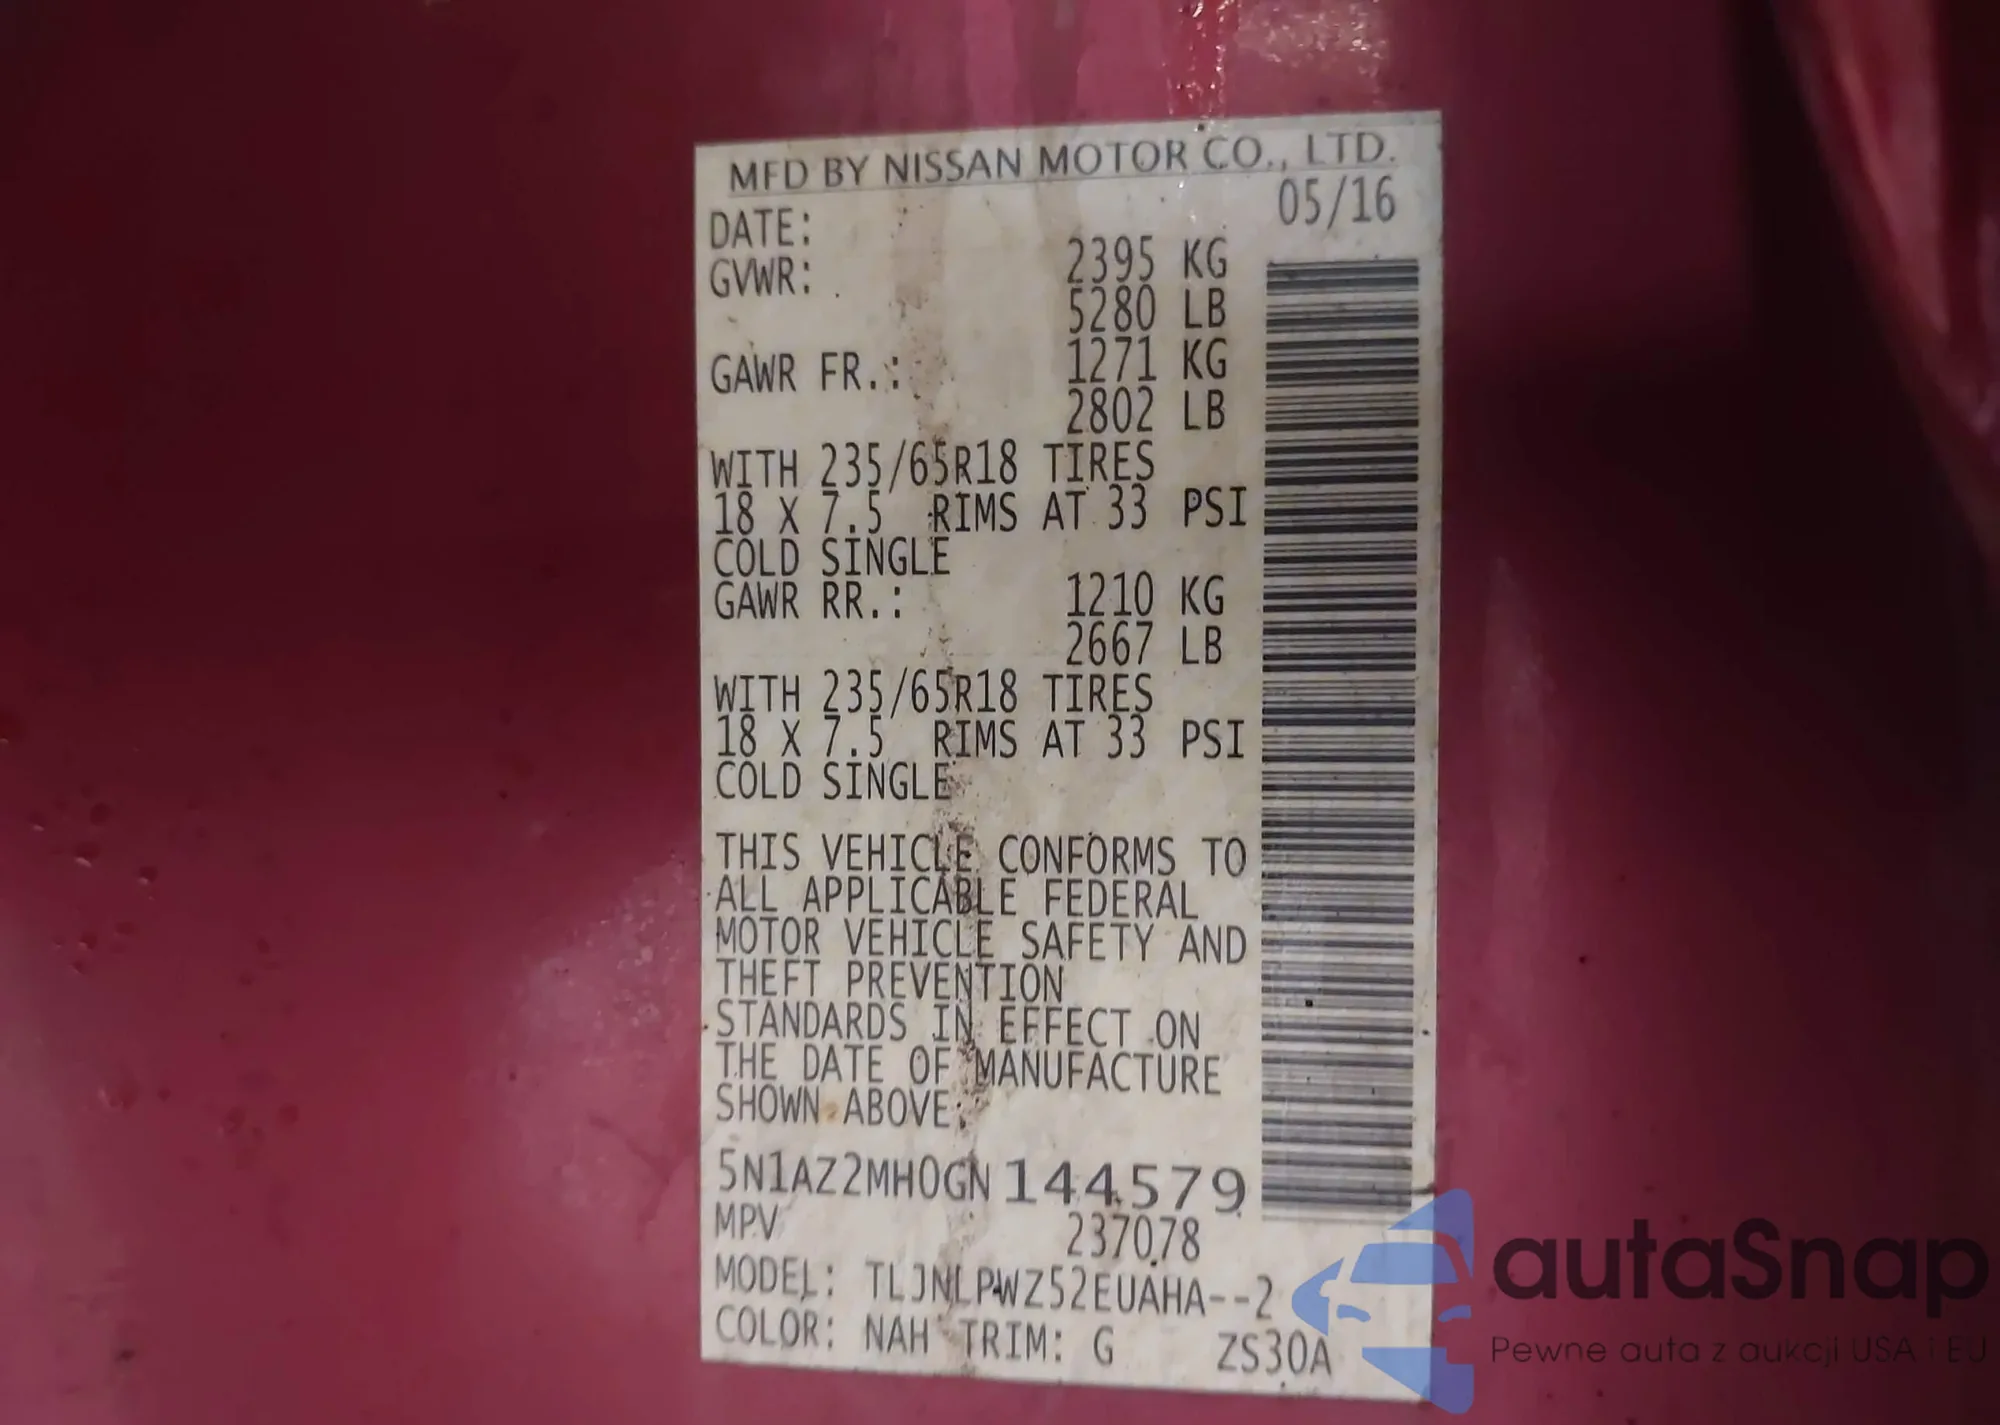 MFD BY NISSAN MOTOR CO., LTD.
DATE: 05/16
GVWR: 2395 KG
5280 LB
GAWR FR.: 1271 KG
2802 LB
WITH 235/65R18 TIRES
18 X 7.5 RIMS AT 33 PSI
COLD SINGLE
GAWR RR.: 1210 KG
2667 LB
WITH 235/65R18 TIRES
18 X 7.5 RIMS AT 33 PSI
COLD SINGLE
THIS VEHICLE CONFORMS TO
ALL APPLICABLE FEDERAL
MOTOR VEHICLE SAFETY AND
THEFT PREVENTION
STANDARDS IN EFFECT ON
THE DATE OF MANUFACTURE
SHOWN ABOVE.
5N1AZ2MH0GN144579
MPV 237078
MODEL: TLJNLPWZ52EUAHA--2
COLOR: NAH TRIM: G ZS30A
autaSnap
Pewne auta z aukcji USA i EU